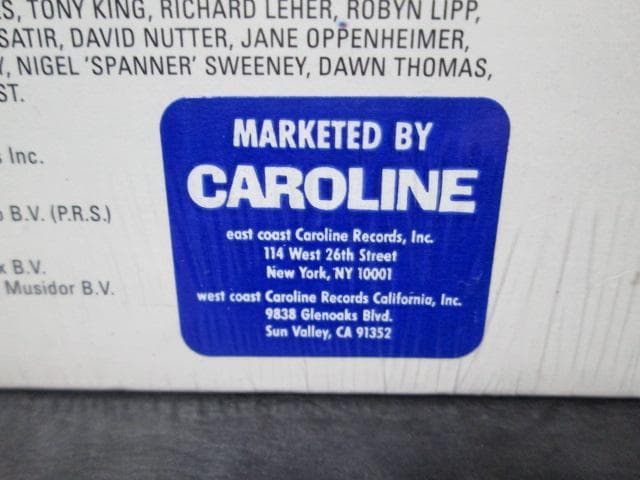 ES, TONY KING, RICHARD LEHER, ROBYN LIPP,
SATIR, DAVID NUTTER, JANE OPPENHEIMER,
Y, NIGEL 'SPANNER' SWEENEY, DAWN THOMAS,
ST.
Inc.
B.V. (P.R.S.)
B.V.
Musidor B.V.
MARKETED BY
CAROLINE
east coast Caroline Records, Inc.
114 West 26th Street
New York, NY 10001
west coast Caroline Records California, Inc.
9838 Glenoaks Blvd.
Sun Valley, CA 91352